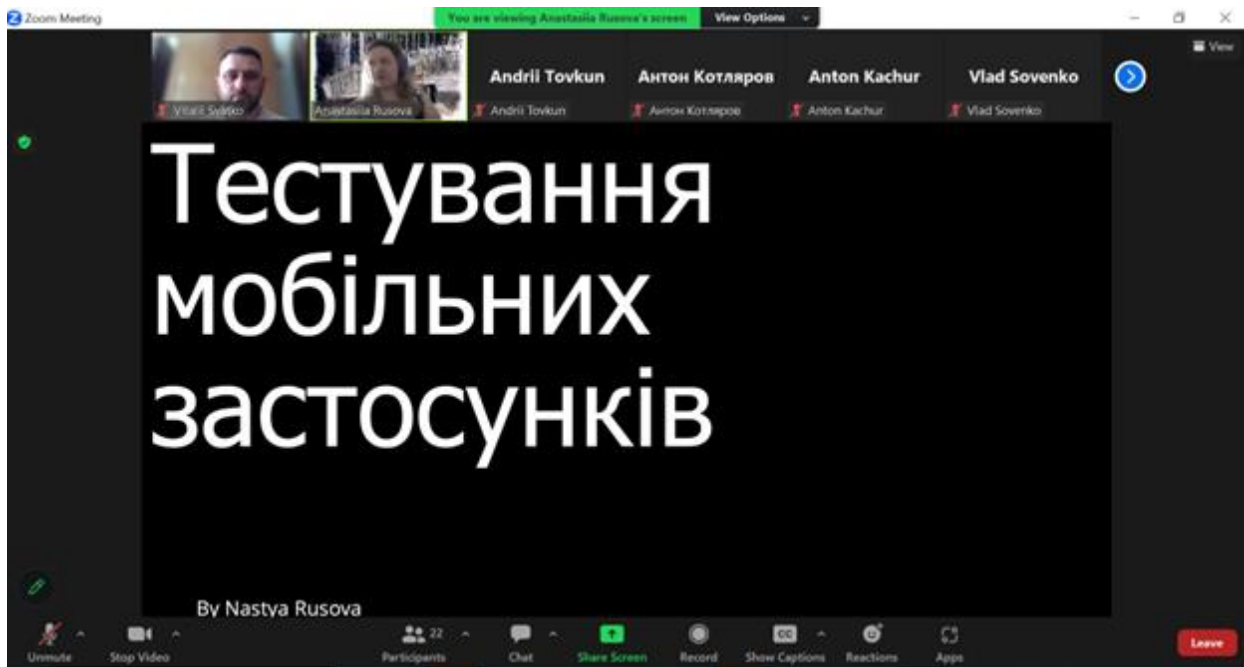 Zoom Meeting
You are viewing Anastasiia Rusova's screen
View Options
View
Andrii Tovkun
Антон Котляров
Anton Kachur
Vlad Sovenko
Vitalii Svatko
Anastasiia Rusova
Andrii Tovkun
Антон Котляров
Anton Kachur
Vlad Sovenko
Тестування
мобільних
застосунків
By Nastya Rusova
22
CC
Unmute
Stop Video
Participants
Chat
Share Screen
Record
Show Captions
Reactions
Apps
Leave